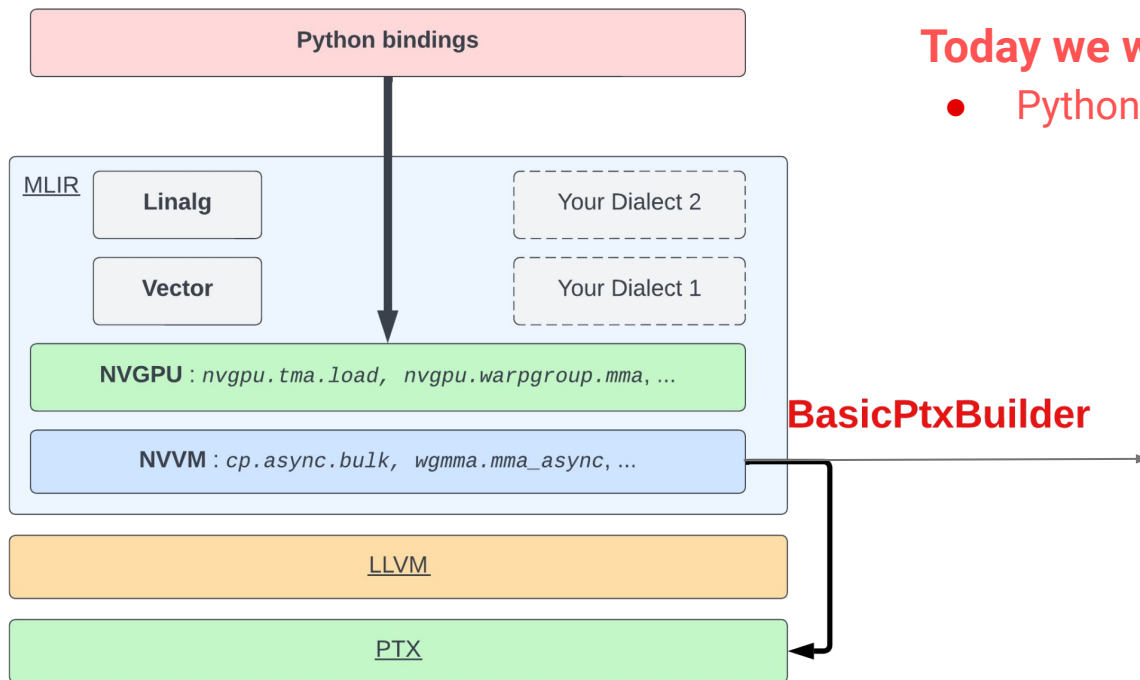 Python bindings
Today we w
● Python
MLIR
Linalg
Your Dialect 2
Vector
Your Dialect 1
NVGPU : nvgpu.tma.load, nvgpu.warpgroup.mma, ...
BasicPtxBuilder
NVVM : cp.async.bulk, wgmma.mma_async, ...
LLVM
PTX